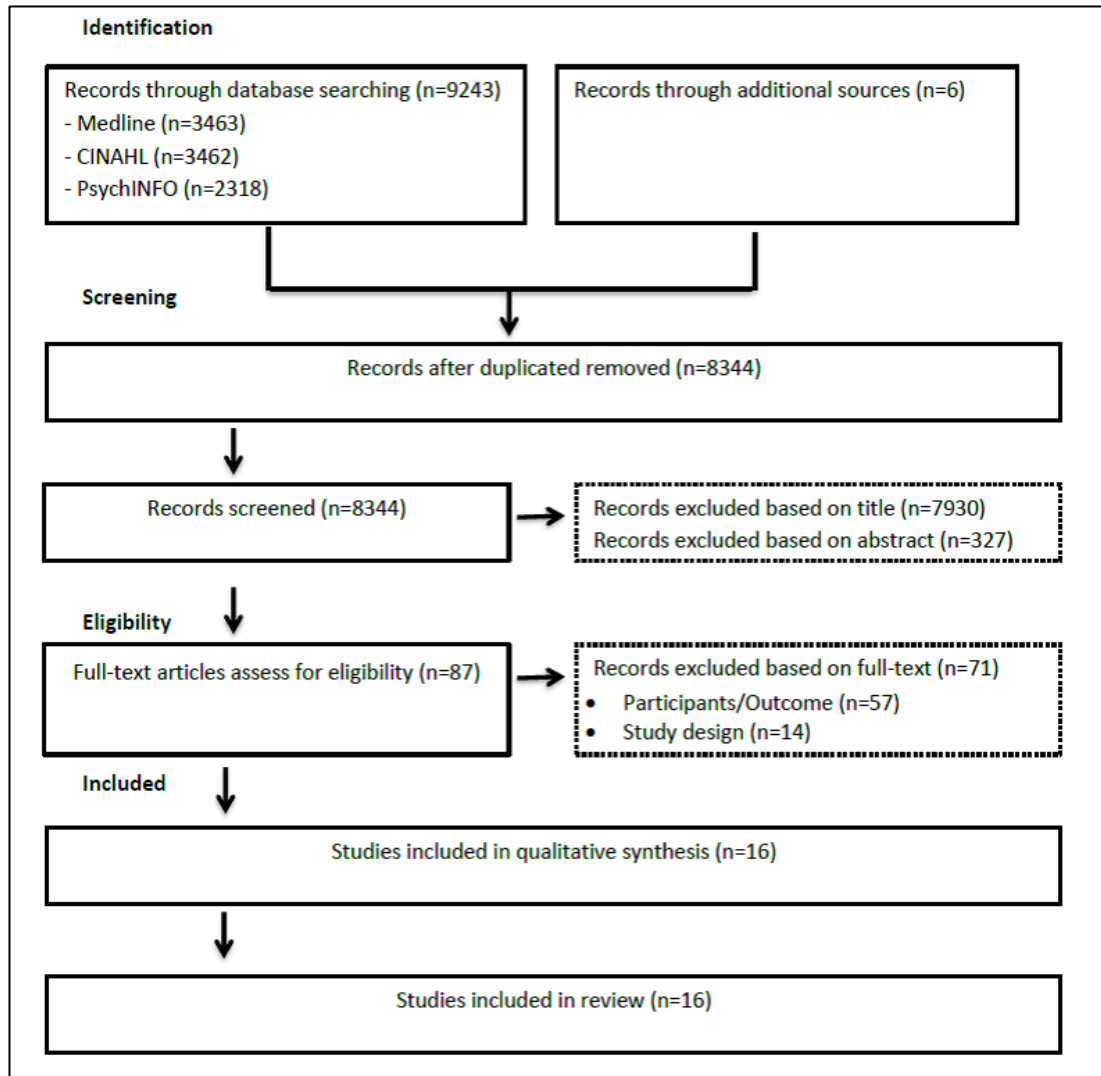 Identification
Records through database searching (n=9243)
- Medline (n=3463)
- CINAHL (n=3462)
- PsychINFO (n=2318)
Records through additional sources (n=6)
Screening
Records after duplicated removed (n=8344)
Records screened (n=8344)
Records excluded based on title (n=7930)
Records excluded based on abstract (n=327)
Eligibility
Full-text articles assess for eligibility (n=87)
Records excluded based on full-text (n=71)
• Participants/Outcome (n=57)
• Study design (n=14)
Included
Studies included in qualitative synthesis (n=16)
Studies included in review (n=16)